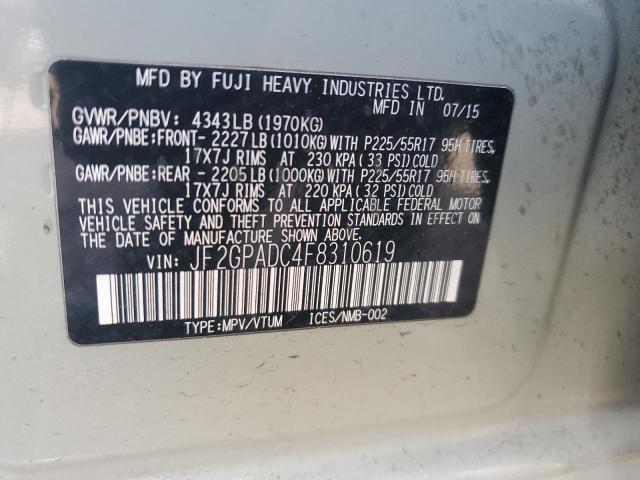 MFD BY FUJI HEAVY INDUSTRIES LTD.
MFD IN 07/15
GVWR/PNBV: 4343LB (1970KG)
GAWR/PNBE:FRONT-2227LB(1010KG)WITH P225/55R17 95H TIRES
17X7J RIMS AT 230 KPA (33 PSI)COLD
GAWR/PNBE:REAR -2205LB(1000KG)WITH P225/55R17 95H TIRES
17X7J RIMS AT 220 KPA (32 PSI)COLD
THIS VEHICLE CONFORMS TO ALL APPLICABLE FEDERAL MOTOR
VEHICLE SAFETY AND THEFT PREVENTION STANDARDS IN EFFECT ON
THE DATE OF MANUFACTURE SHOWN ABOVE.
VIN: JF2GPADC4F8310619
TYPE:MPV/VTUM ICES/NMB-002